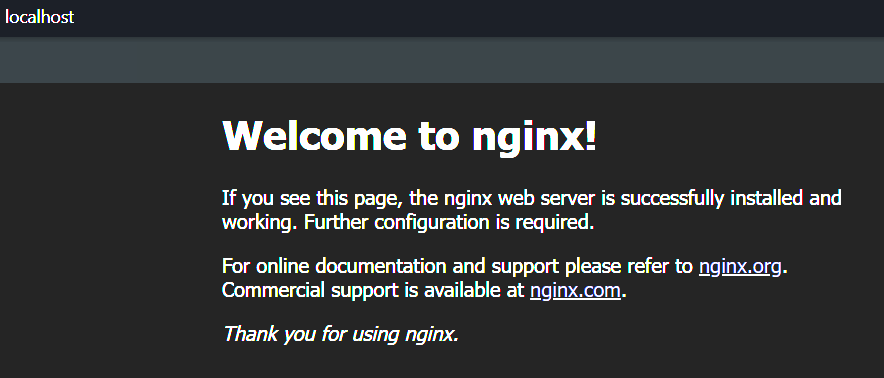 localhost
Welcome to nginx!
If you see this page, the nginx web server is successfully installed and
working. Further configuration is required.
For online documentation and support please refer to nginx.org.
Commercial support is available at nginx.com.
Thank you for using nginx.